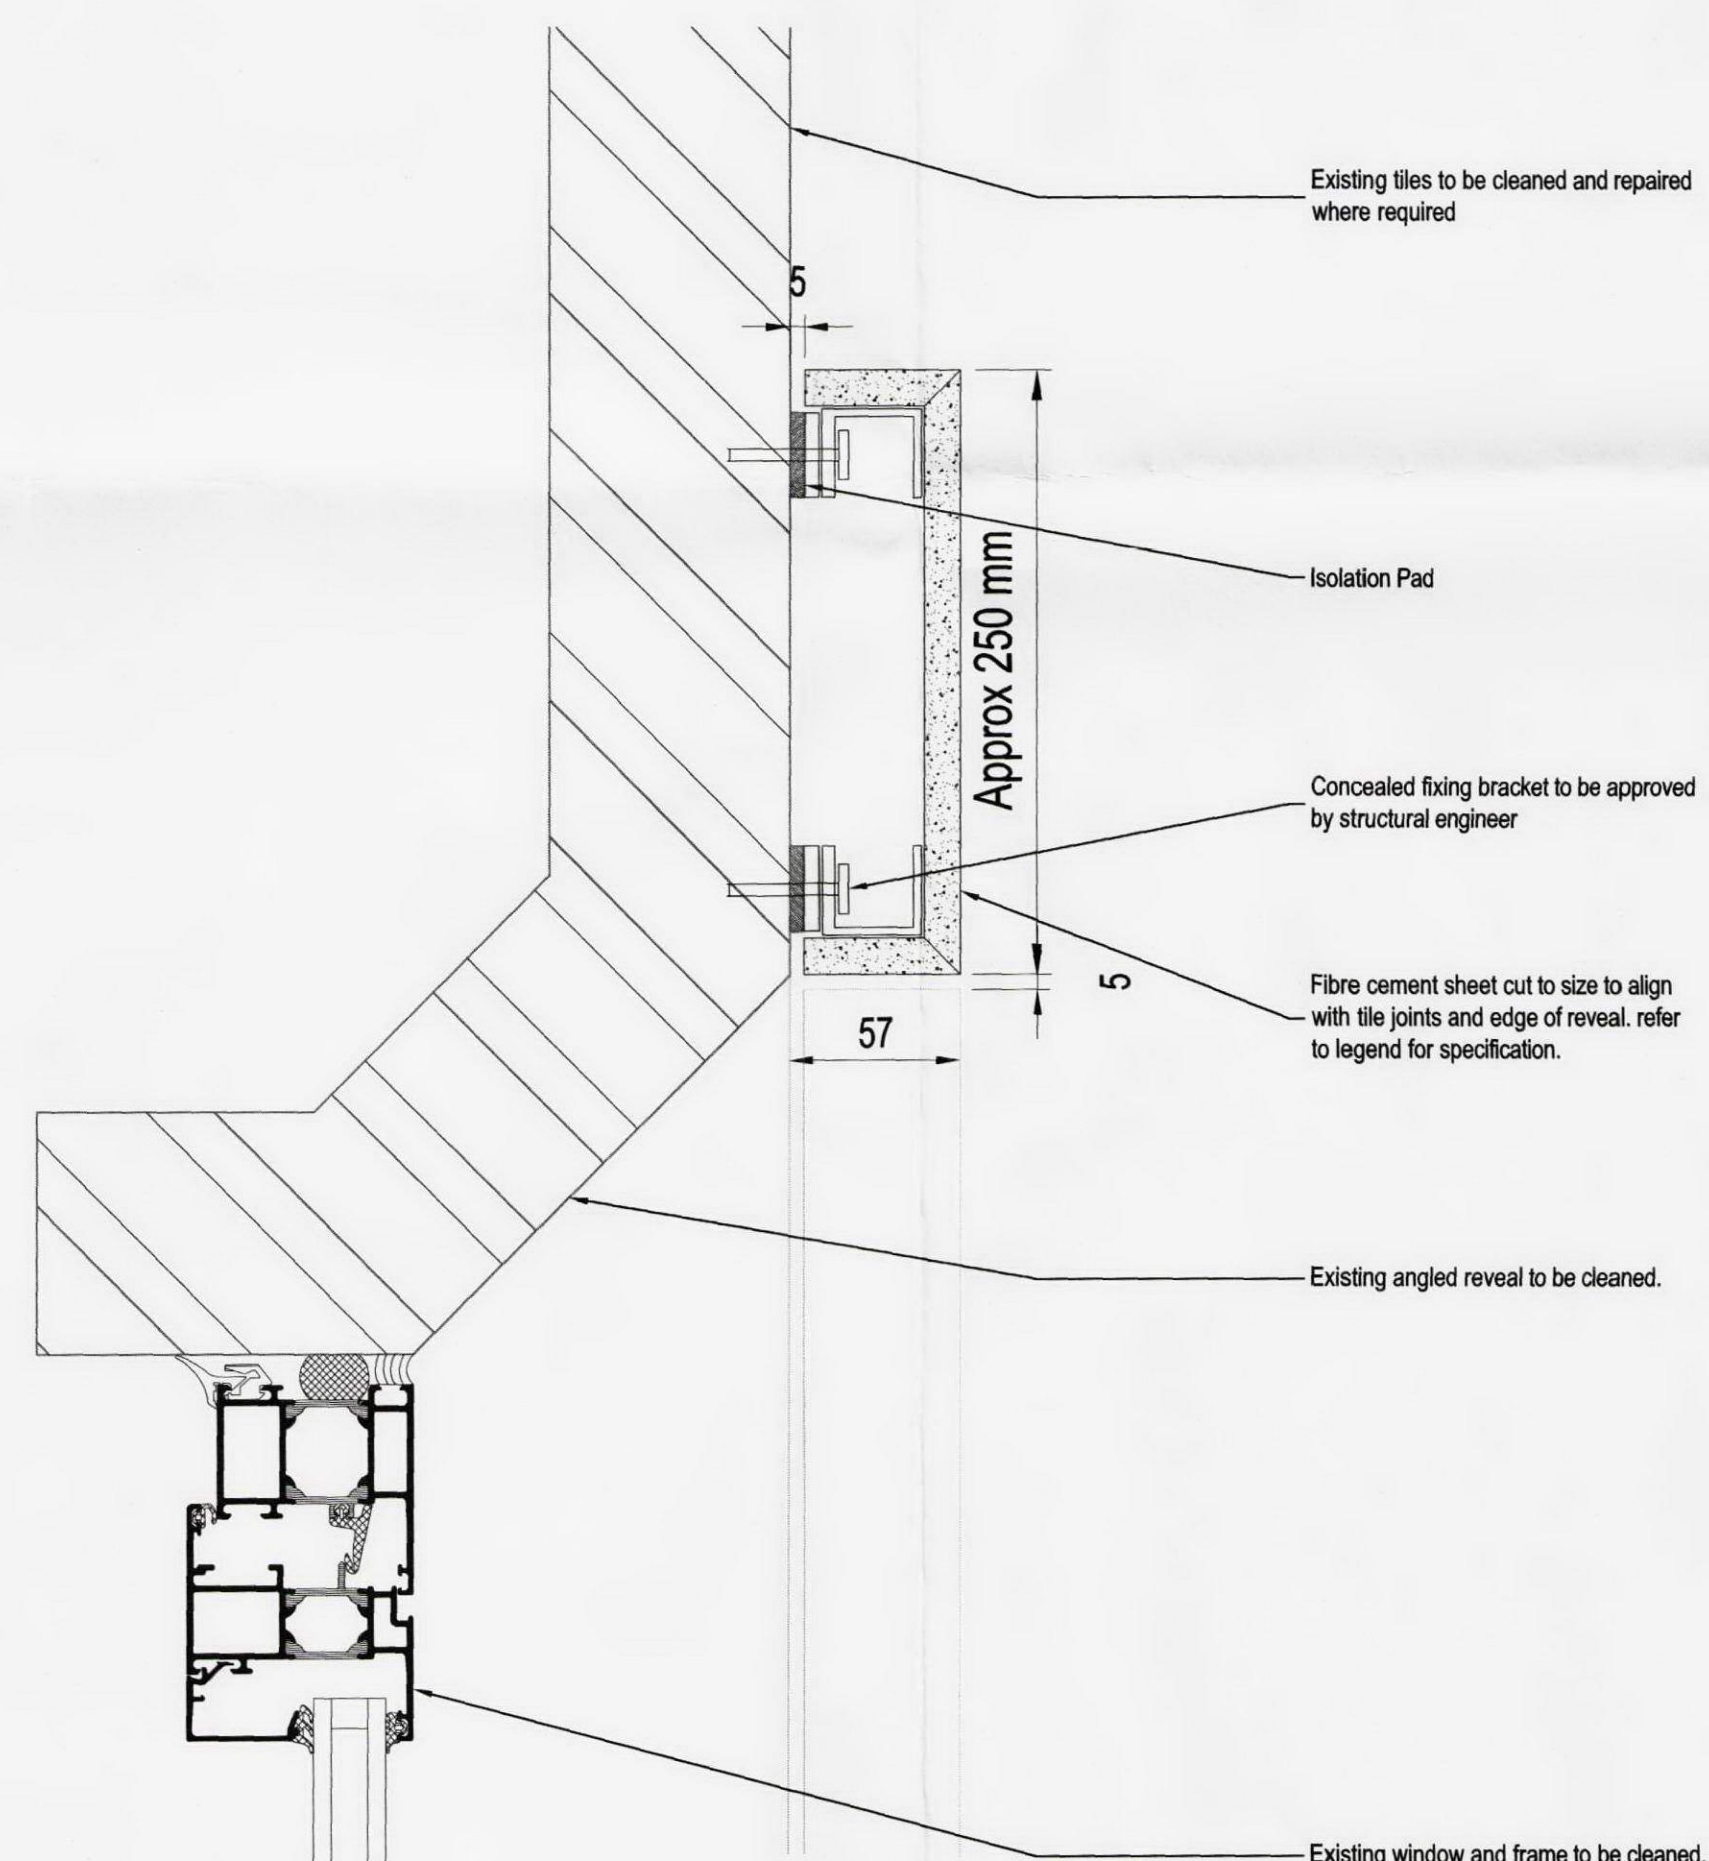 Existing tiles to be cleaned and repaired
where required
5
Isolation Pad
Approx 250 mm
Concealed fixing bracket to be approved
by structural engineer
5
Fibre cement sheet cut to size to align
with tile joints and edge of reveal. refer
to legend for specification.
57
Existing angled reveal to be cleaned.
Existing window and frame to be cleaned.